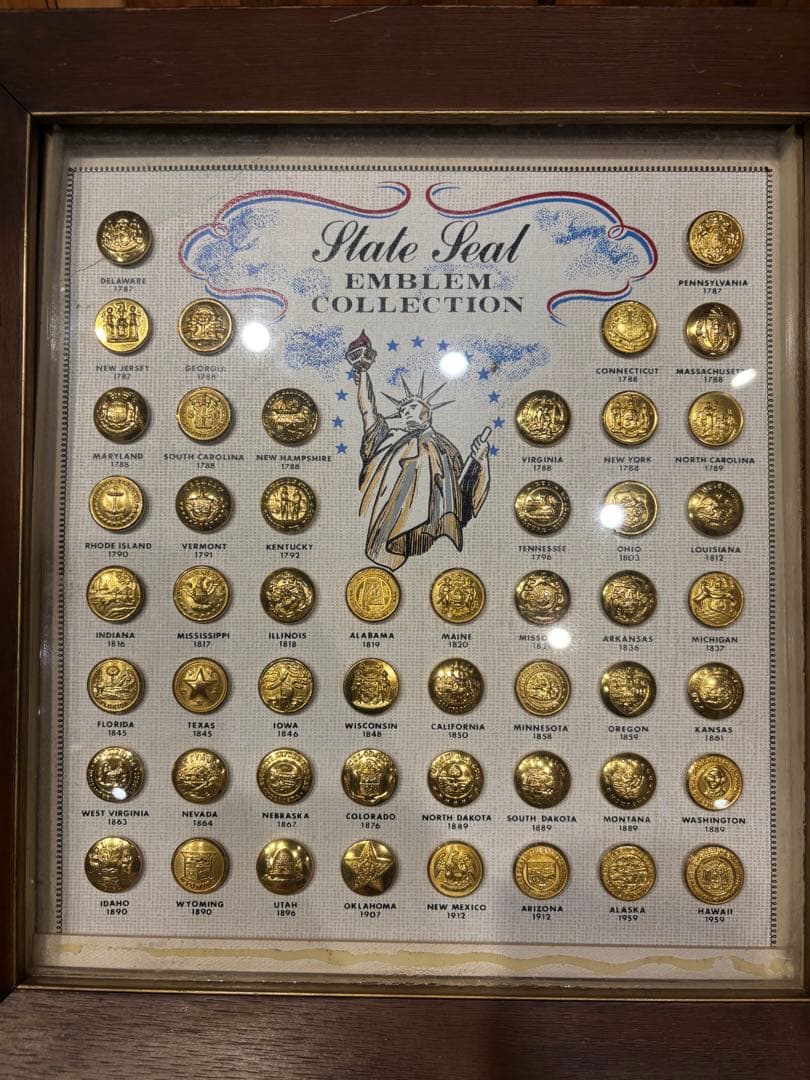 State Seal
EMBLEM
COLLECTION
DELAWARE
1787
PENNSYLVANIA
1787
NEW JERSEY
1787
GEORGIA
1788
CONNECTICUT
1788
MASSACHUSETTS
1788
MARYLAND
1788
SOUTH CAROLINA
1788
NEW HAMPSHIRE
1788
VIRGINIA
1788
NEW YORK
1788
NORTH CAROLINA
1789
RHODE ISLAND
1790
VERMONT
1791
KENTUCKY
1792
TENNESSEE
1796
OHIO
1803
LOUISIANA
1812
INDIANA
1816
MISSISSIPPI
1817
ILLINOIS
1818
ALABAMA
1819
MAINE
1820
ARKANSAS
1836
MICHIGAN
1837
FLORIDA
1845
TEXAS
1845
IOWA
1846
WISCONSIN
1848
CALIFORNIA
1850
MINNESOTA
1858
OREGON
1859
KANSAS
1861
WEST VIRGINIA
1863
NEVADA
1864
NEBRASKA
1867
COLORADO
1876
NORTH DAKOTA
1889
SOUTH DAKOTA
1889
MONTANA
1889
WASHINGTON
1889
IDAHO
1890
WYOMING
1890
UTAH
1896
OKLAHOMA
1907
NEW MEXICO
1912
ARIZONA
1912
ALASKA
1959
HAWAII
1959